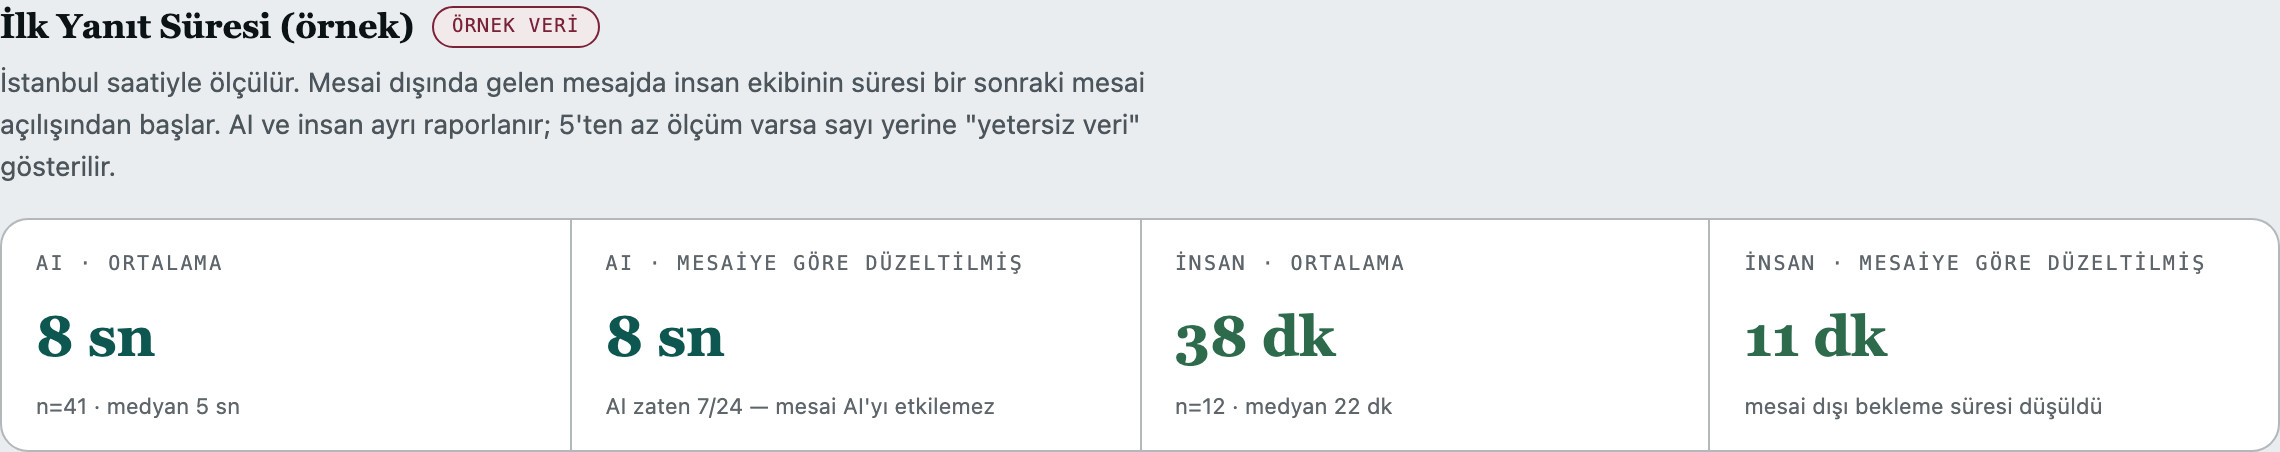 İlk Yanıt Süresi (örnek)
ÖRNEK VERİ
İstanbul saatiyle ölçülür. Mesai dışında gelen mesajda insan ekibinin süresi bir sonraki mesai
açılışından başlar. AI ve insan ayrı raporlanır; 5'ten az ölçüm varsa sayı yerine "yetersiz veri"
gösterilir.
AI · ORTALAMA
8 sn
n=41 · medyan 5 sn
AI · MESAİYE GÖRE DÜZELTİLMİŞ
8 sn
AI zaten 7/24 — mesai AI'yı etkilemez
İNSAN · ORTALAMA
38 dk
n=12 · medyan 22 dk
İNSAN · MESAİYE GÖRE DÜZELTİLMİŞ
11 dk
mesai dışı bekleme süresi düşüldü